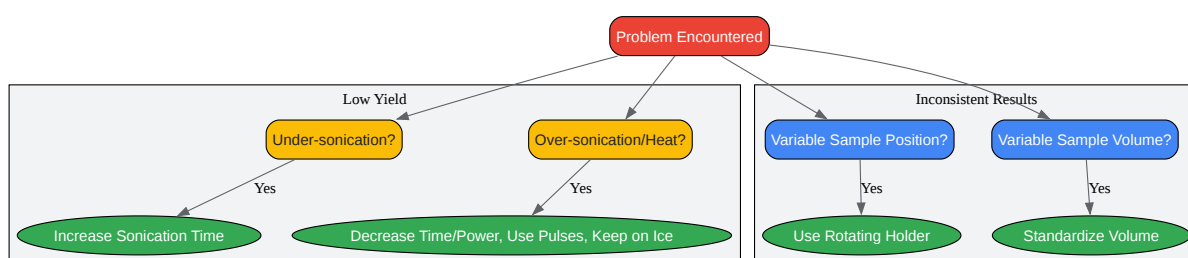 Problem Encountered
Low Yield
Inconsistent Results
Under-sonication?
Over-sonication/Heat?
Variable Sample Position?
Variable Sample Volume?
Yes
Yes
Yes
Yes
Increase Sonication Time
Decrease Time/Power, Use Pulses, Keep on Ice
Use Rotating Holder
Standardize Volume